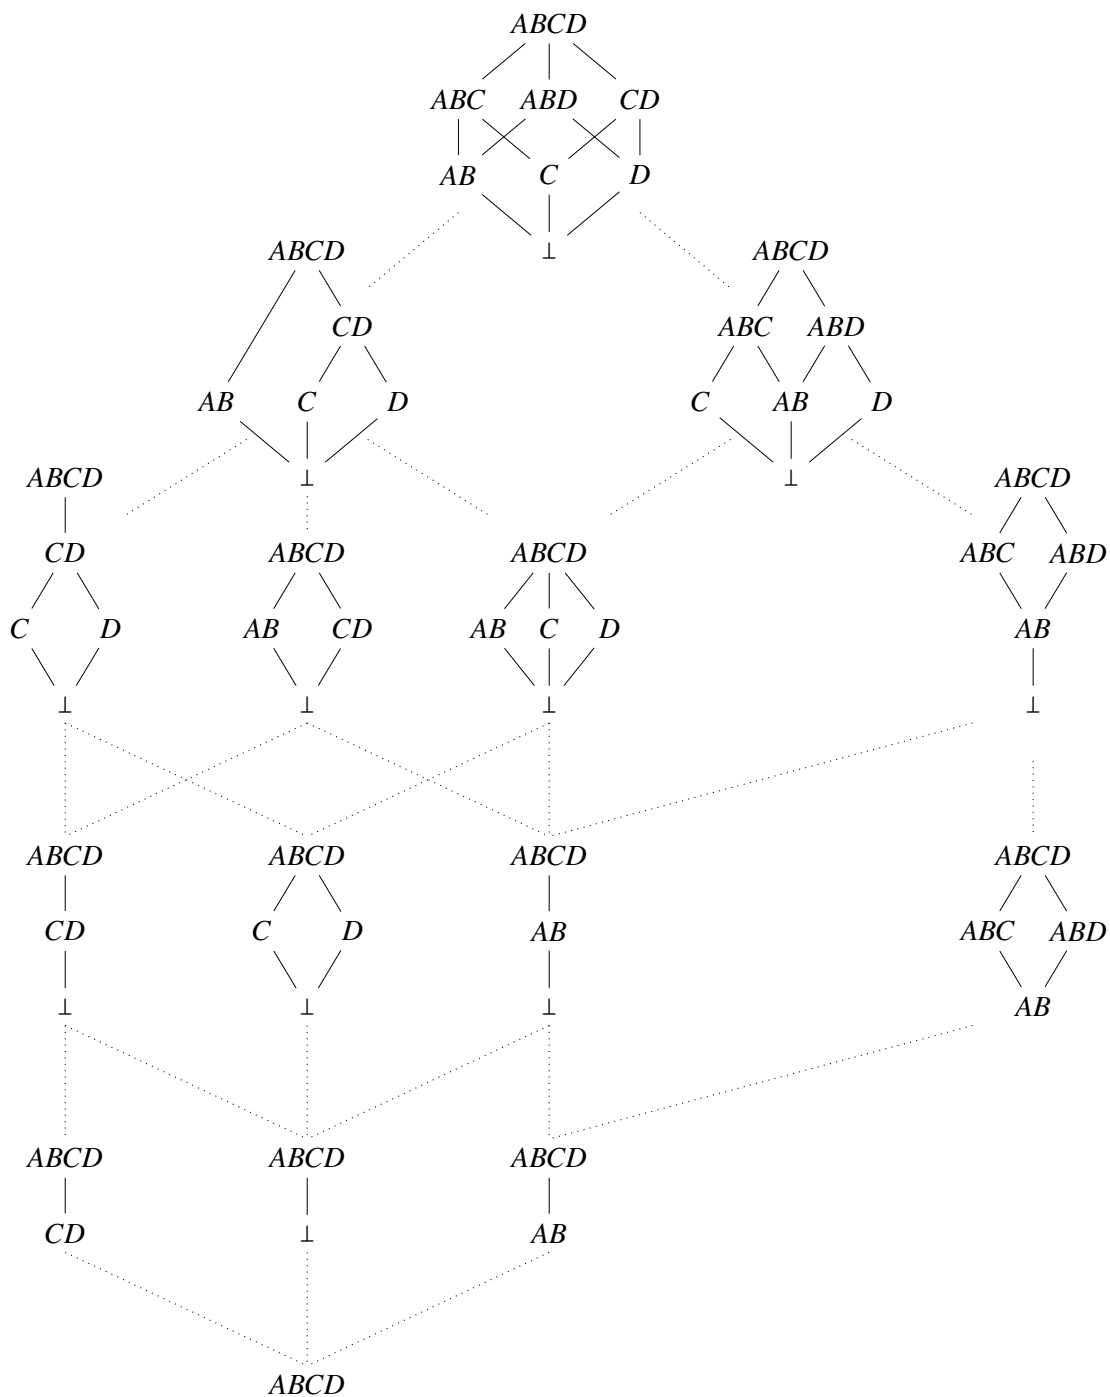 ABCD
ABC ABD CD
AB C D
⊥
ABCD ABCD
CD ABC ABD
AB C D C AB D
⊥ ⊥
ABCD ABCD
CD ABCD ABCD ABC ABD
C D AB CD AB C D AB
⊥ ⊥ ⊥ ⊥
ABCD ABCD ABCD ABCD
CD C D AB ABC ABD
⊥ ⊥ ⊥ AB
ABCD ABCD ABCD
CD ⊥ AB
ABCD